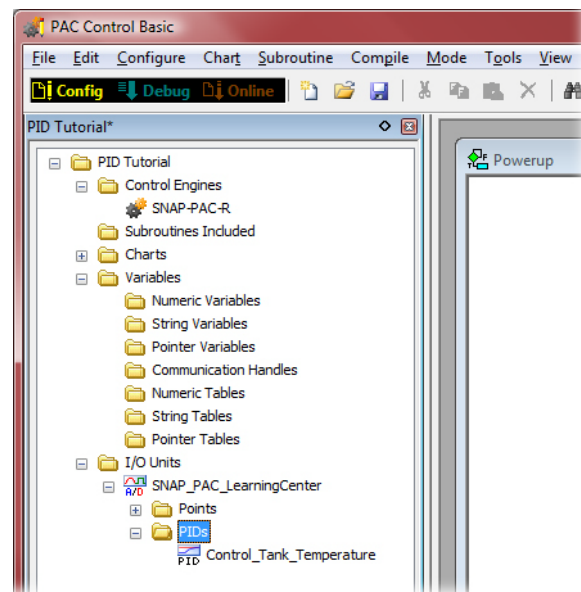 PAC Control Basic
File Edit Configure Chart Subroutine Compile Mode Tools View
Config Debug Online
PID Tutorial*
Powerup
PID Tutorial
Control Engines
SNAP-PAC-R
Subroutines Included
Charts
Variables
Numeric Variables
String Variables
Pointer Variables
Communication Handles
Numeric Tables
String Tables
Pointer Tables
I/O Units
A/D SNAP_PAC_LearningCenter
Points
PIDs
PID Control_Tank_Temperature